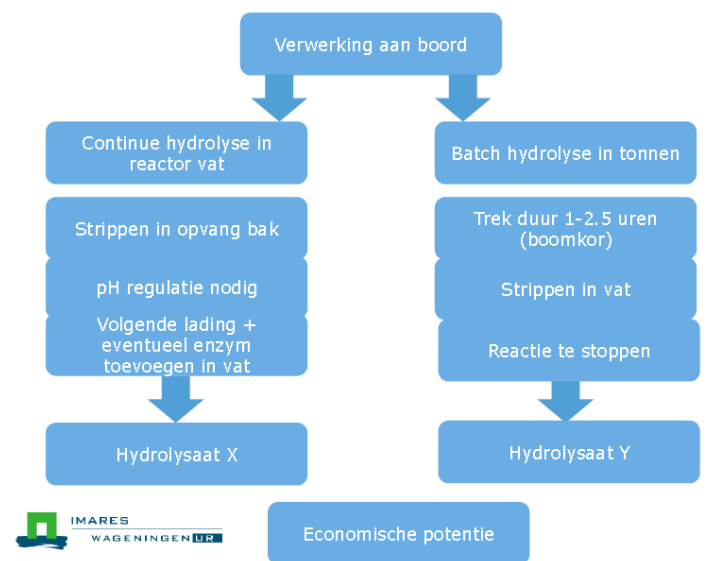 Verwerking aan boord
Continue hydrolyse in
reactor vat
Strippen in opvang bak
pH regulatie nodig
Volgende lading +
eventueel enzym
toevoegen in vat
Hydrolysaat X
Batch hydrolyse in tonnen
Trek duur 1-2.5 uren
(boomkor)
Strippen in vat
Reactie te stoppen
Hydrolysaat Y
Economische potentie
IMARES
WAGENINGEN UR